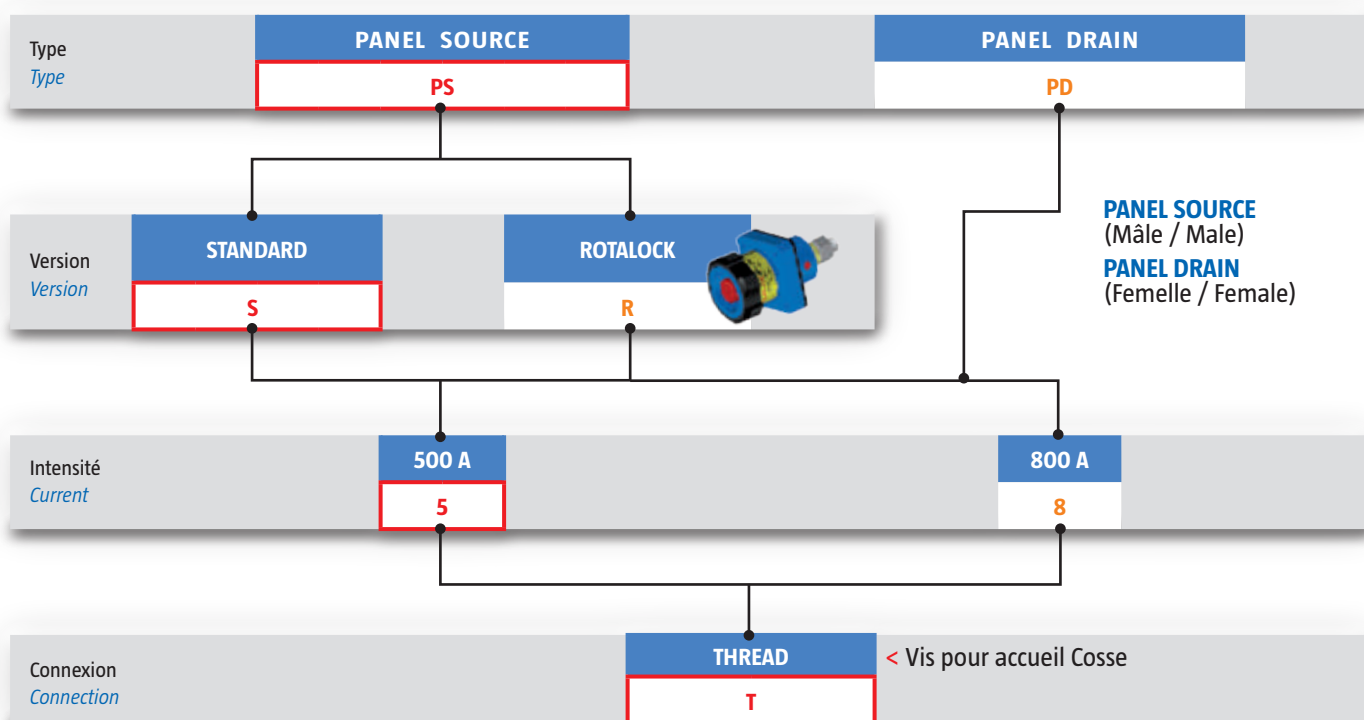 Type
Type
PANEL SOURCE
PS
PANEL DRAIN
PD
PANEL SOURCE
(Mâle / Male)
PANEL DRAIN
(Femelle / Female)
Version
Version
STANDARD
S
ROTALOCK
R
Intensité
Current
500 A
5
800 A
8
Connexion
Connection
THREAD
T
< Vis pour accueil Cosse